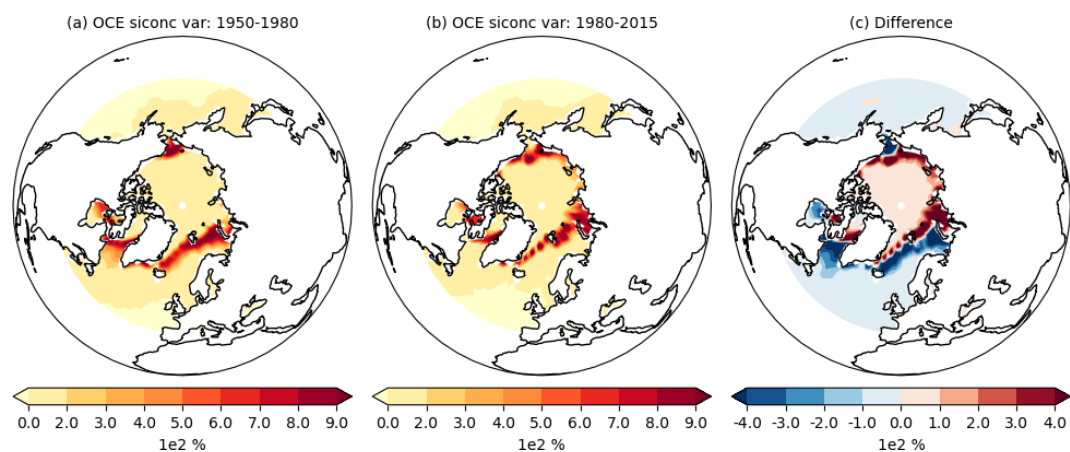 (a) OCE siconc var: 1950-1980
(b) OCE siconc var: 1980-2015
(c) Difference
0.0 2.0 3.0 4.0 5.0 6.0 7.0 8.0 9.0
0.0 2.0 3.0 4.0 5.0 6.0 7.0 8.0 9.0
-4.0 -3.0 -2.0 -1.0 0.0 1.0 2.0 3.0 4.0
1e2 %
1e2 %
1e2 %